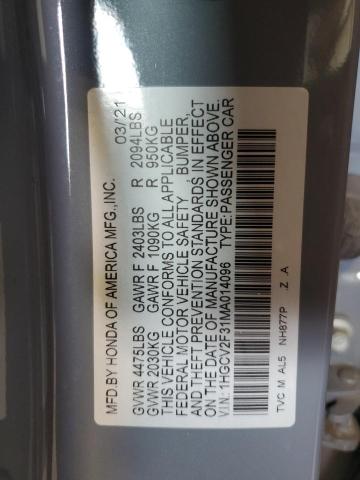 MFD.BY HONDA OF AMERICA MFG.,INC. 03/'21
GVWR 4475LBS GAWR F 2403LBS R 2094LBS
GVWR 2030KG GAWR F 1090KG R 950KG
THIS VEHICLE CONFORMS TO ALL APPLICABLE
FEDERAL MOTOR VEHICLE SAFETY , BUMPER,
AND THEFT PREVENTION STANDARDS IN EFFECT
ON THE DATE OF MANUFACTURE SHOWN ABOVE.
V.I.N: 1HGCV2F31MA014096 TYPE:PASSENGER CAR
TVC M AL5 NH877P Z A